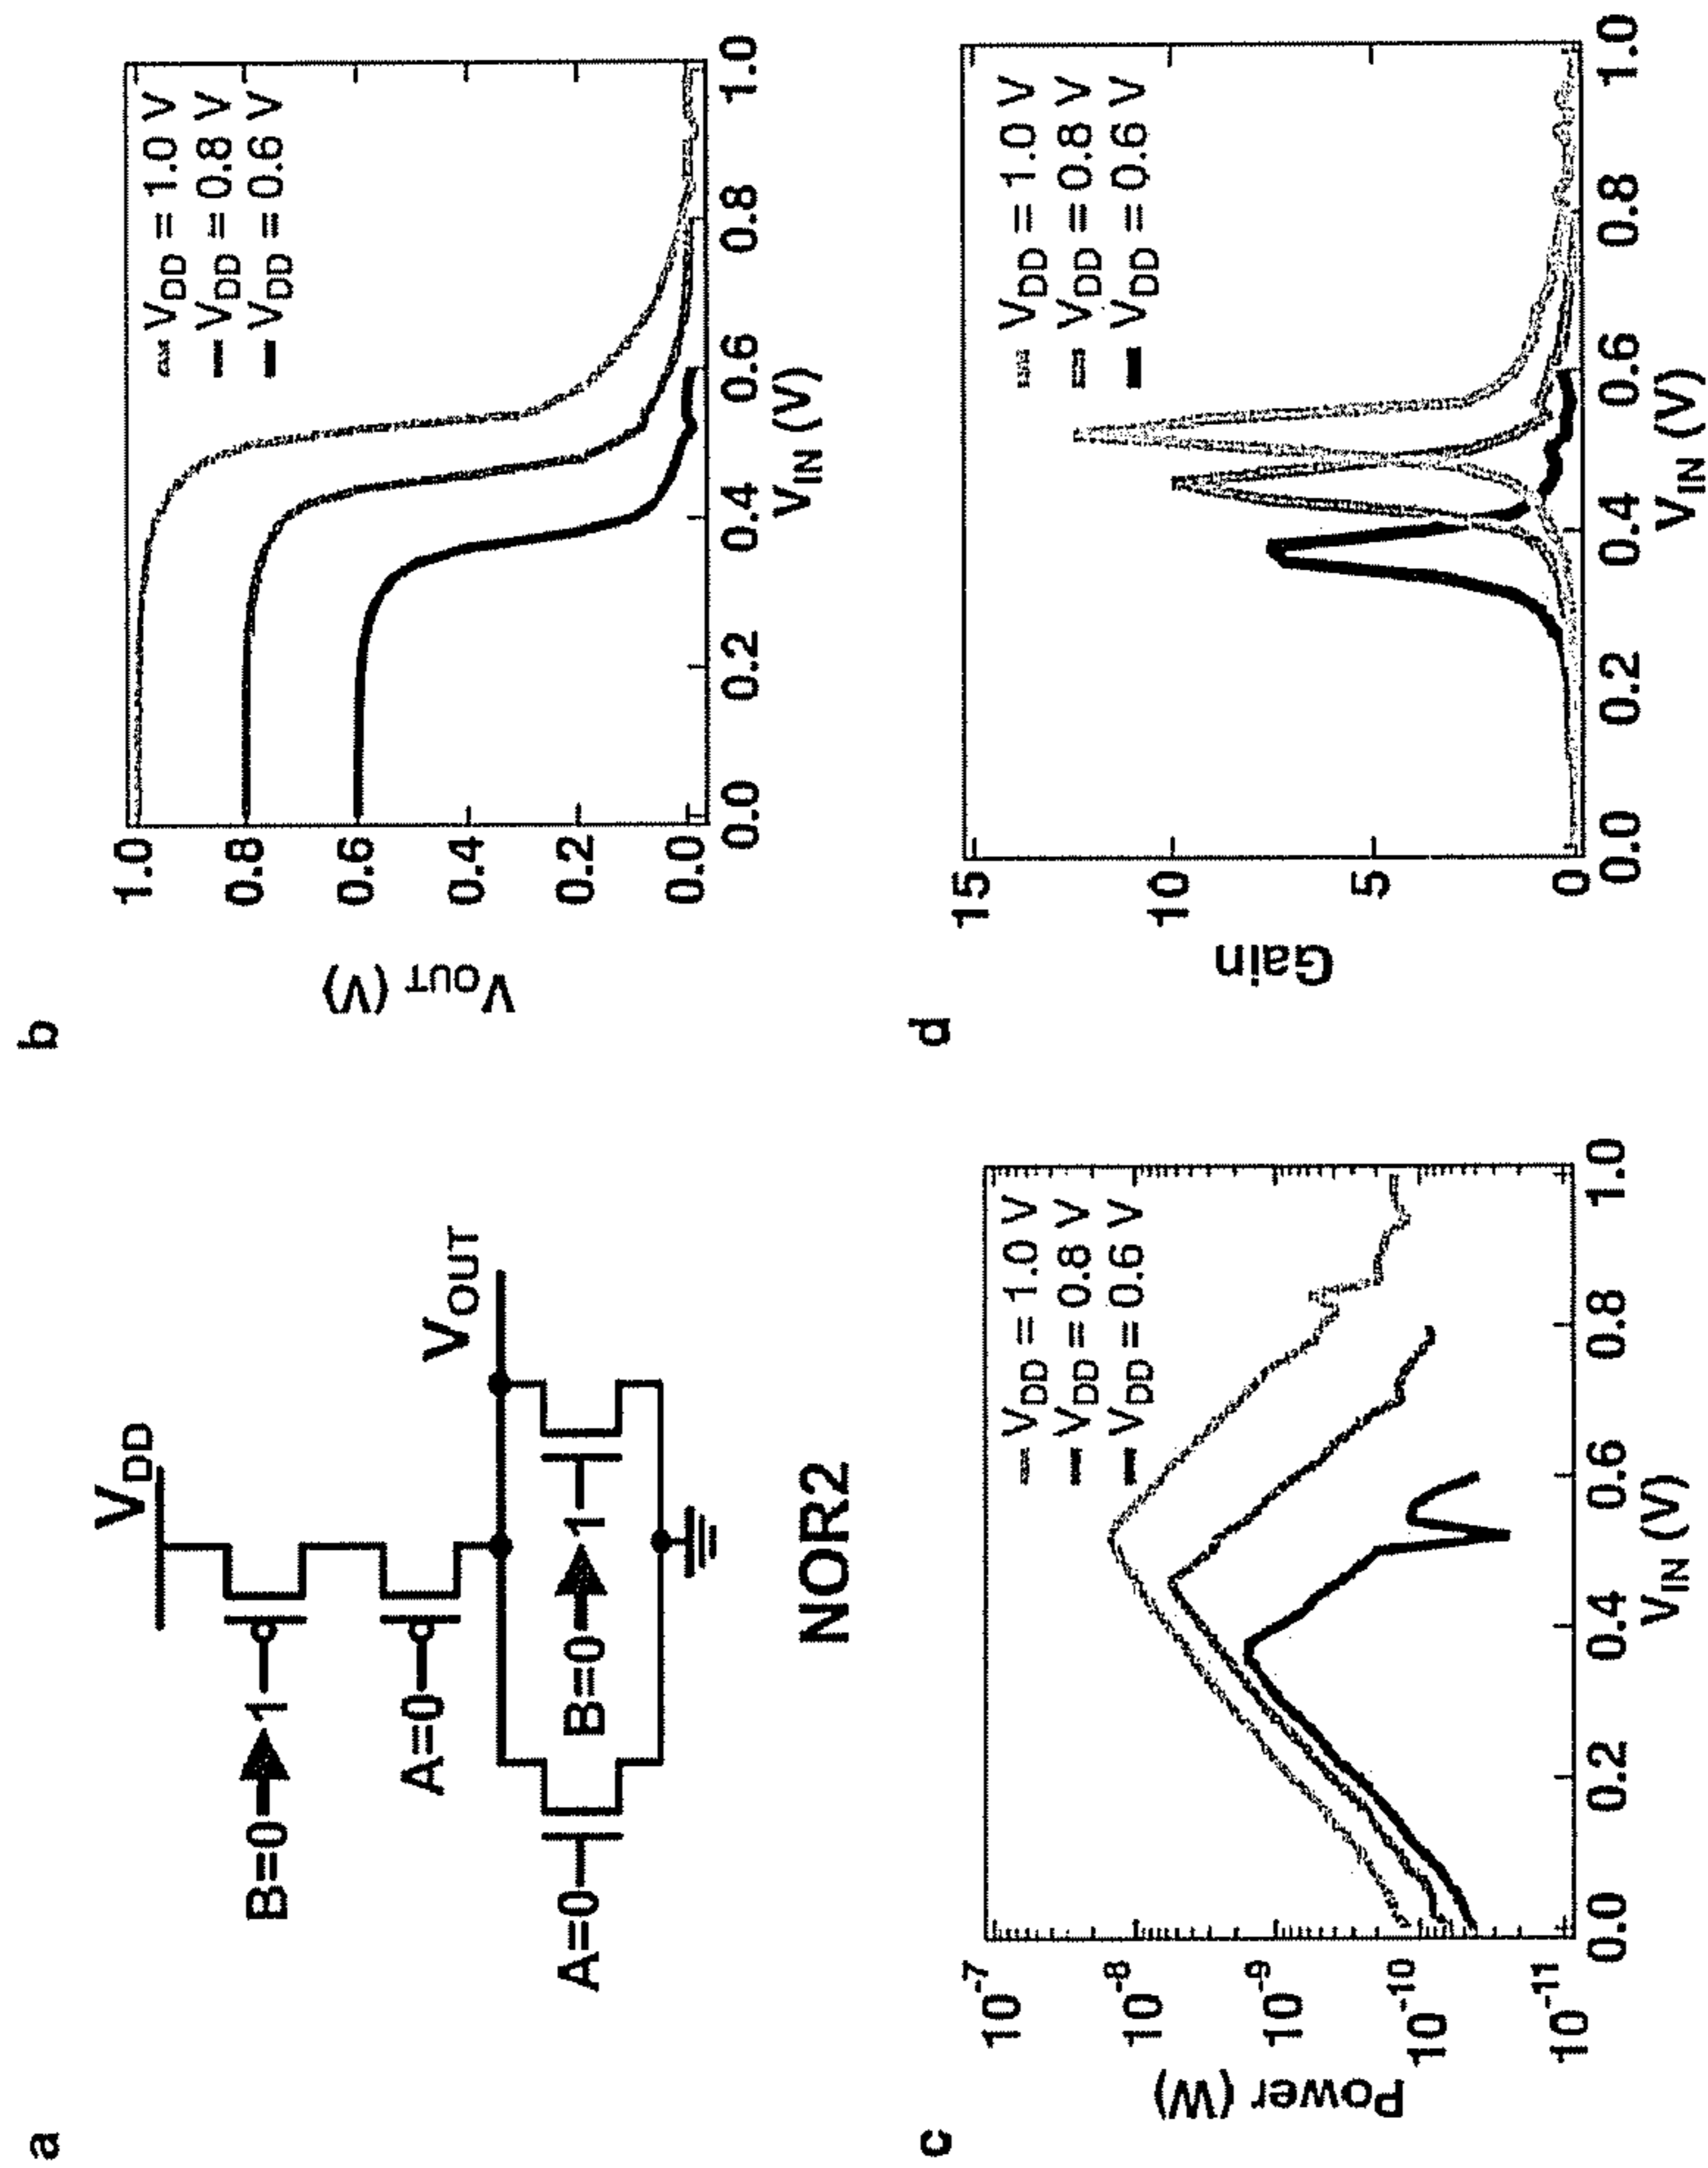 a
V_DD
B=0→1
A=0
V_OUT
A=0
B=0→1
NOR2
b
V_OUT (V)
1.0
0.8
0.6
0.4
0.2
0.0
V_DD = 1.0 V
V_DD = 0.8 V
V_DD = 0.6 V
0.0 0.2 0.4 0.6 0.8 1.0
V_IN (V)
c
Power (W)
10^-7
10^-8
10^-9
10^-10
10^-11
V_DD = 1.0 V
V_DD = 0.8 V
V_DD = 0.6 V
0.0 0.2 0.4 0.6 0.8 1.0
V_IN (V)
d
Gain
15
10
5
0
V_DD = 1.0 V
V_DD = 0.8 V
V_DD = 0.6 V
0.0 0.2 0.4 0.6 0.8 1.0
V_IN (V)